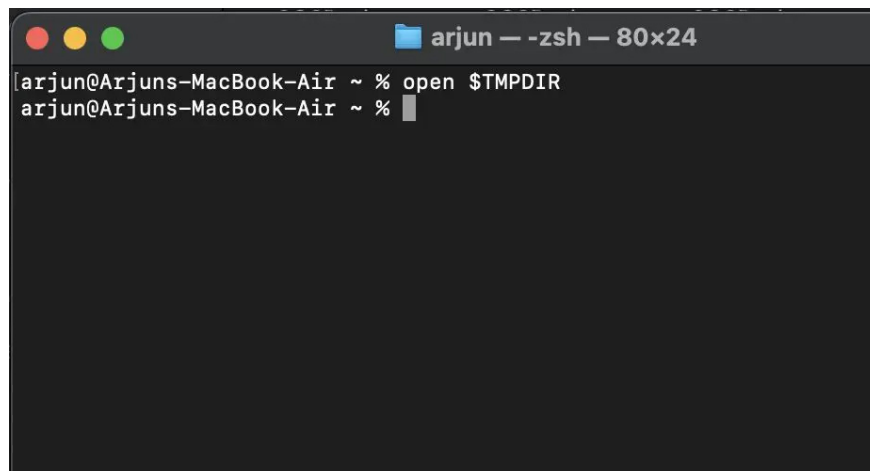 arjun — -zsh — 80×24
[arjun@Arjuns-MacBook-Air ~ % open $TMPDIR
arjun@Arjuns-MacBook-Air ~ %